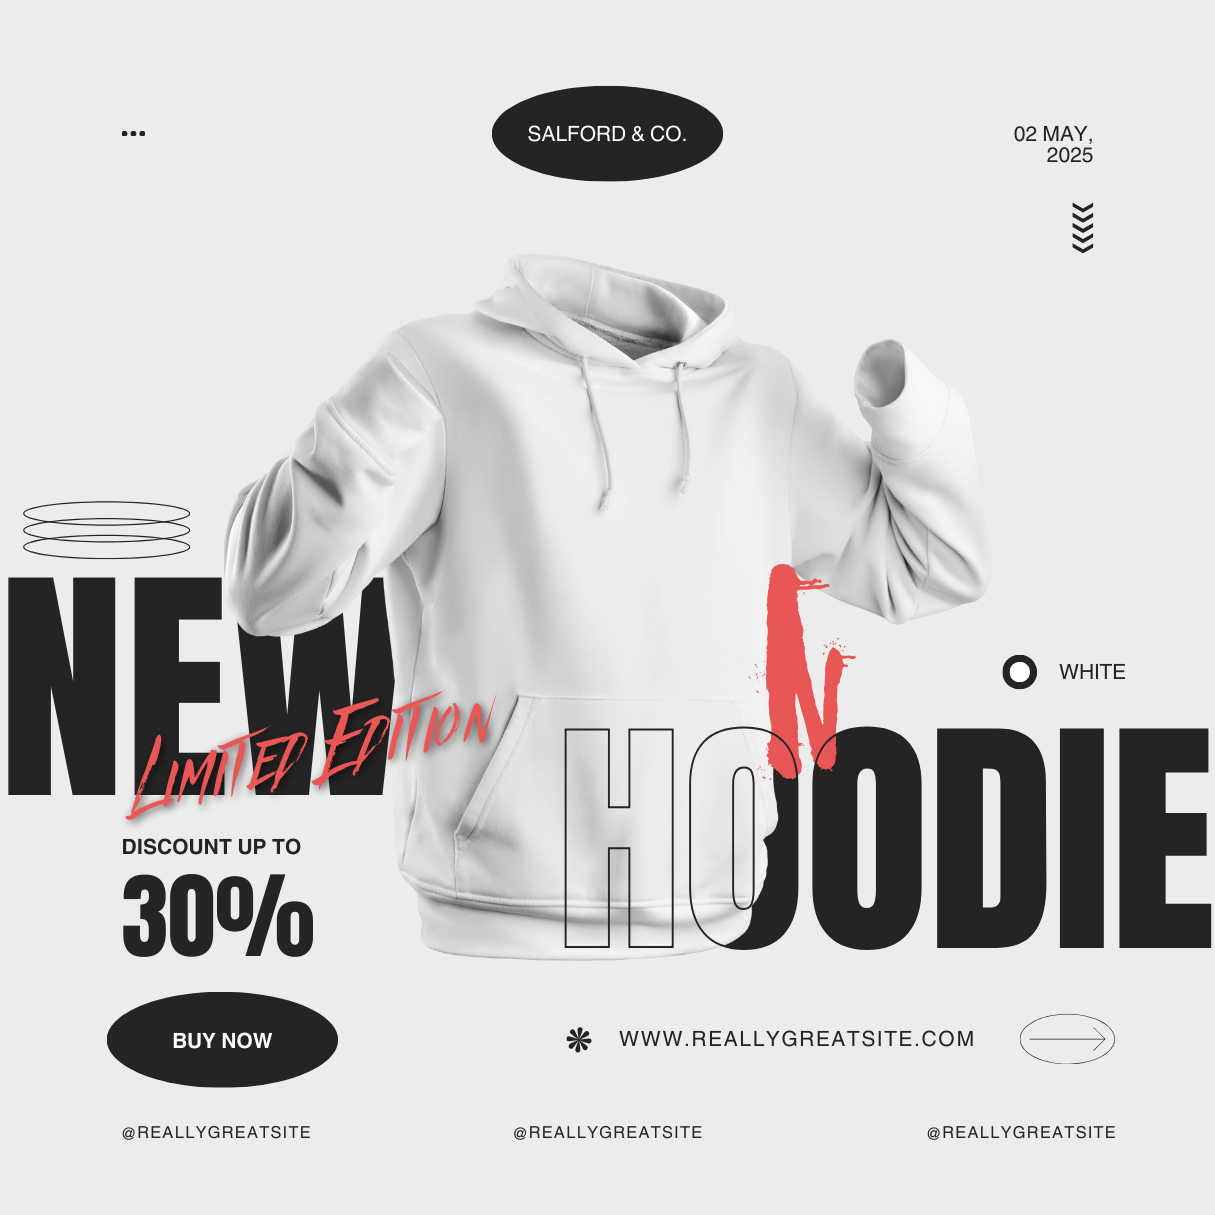 SALFORD & CO.
02 MAY,
2025
NEW
Limited Edition
N
WHITE
HOODIE
DISCOUNT UP TO
30%
BUY NOW
WWW.REALLYGREATSITE.COM
@REALLYGREATSITE
@REALLYGREATSITE
@REALLYGREATSITE